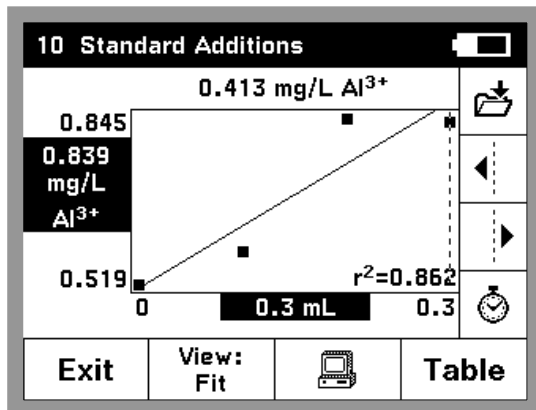 10 Standard Additions
0.413 mg/L Al³⁺
0.845
0.839
mg/L
Al³⁺
0.519
r²=0.862
0
0.3 mL
0.3
Exit
View:
Fit
Table